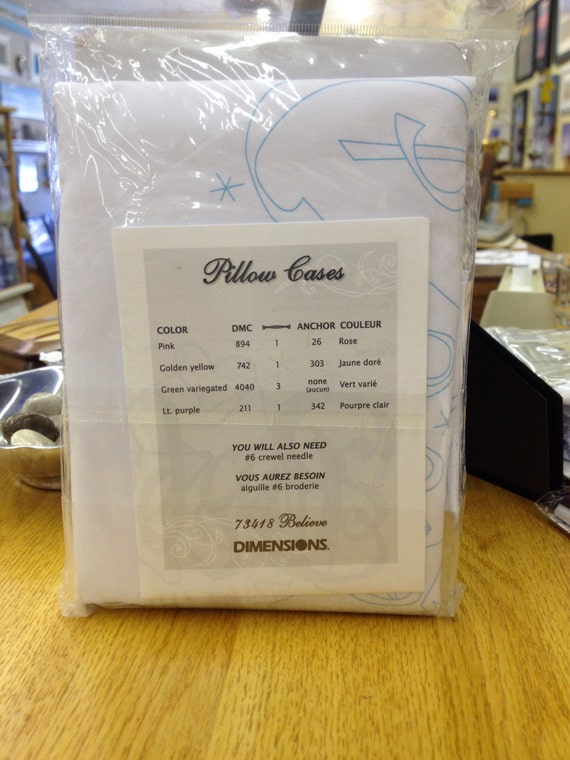 Pillow Cases
COLOR DMC ANCHOR COULEUR
Pink 894 1 26 Rose
Golden yellow 742 1 303 Jaune doré
Green variegated 4040 3 none (aucun) Vert varié
Lt. purple 211 1 342 Pourpre clair
YOU WILL ALSO NEED
#6 crewel needle
VOUS AUREZ BESOIN
aiguille #6 broderie
73418 Believe
DIMENSIONS®